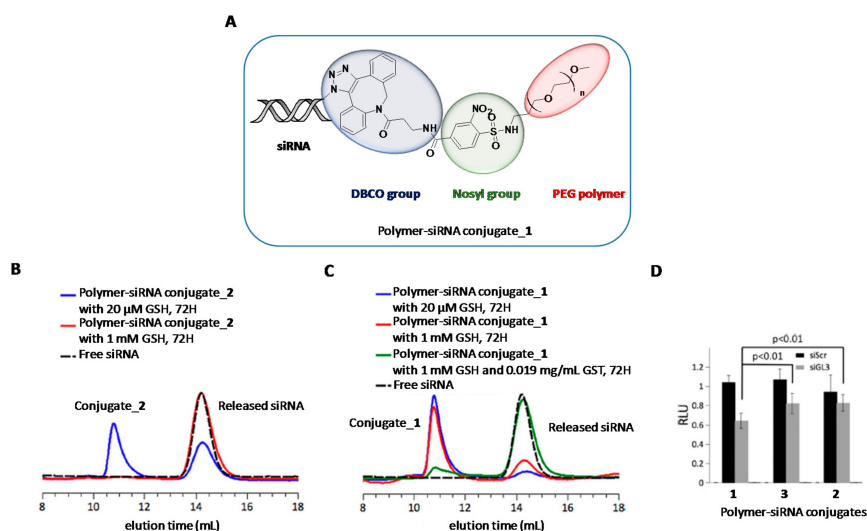 A
N
N
N
N
O
NH
O
NO₂
O
S
O
NH
O
n
O
siRNA
DBCO group
Nosyl group
PEG polymer
Polymer-siRNA conjugate_1
B
Polymer-siRNA conjugate_2
with 20 µM GSH, 72H
Polymer-siRNA conjugate_2
with 1 mM GSH, 72H
Free siRNA
Conjugate_2
Released siRNA
8 10 12 14 16 18
elution time (mL)
C
Polymer-siRNA conjugate_1
with 20 µM GSH, 72H
Polymer-siRNA conjugate_1
with 1 mM GSH, 72H
Polymer-siRNA conjugate_1
with 1 mM GSH and 0.019 mg/mL GST, 72H
Free siRNA
Conjugate_1
Released siRNA
8 10 12 14 16 18
elution time (mL)
D
p<0.01
p<0.01
siScr
siGL3
RLU
1.2
1
0.8
0.6
0.4
0.2
0
1 3 2
Polymer-siRNA conjugates